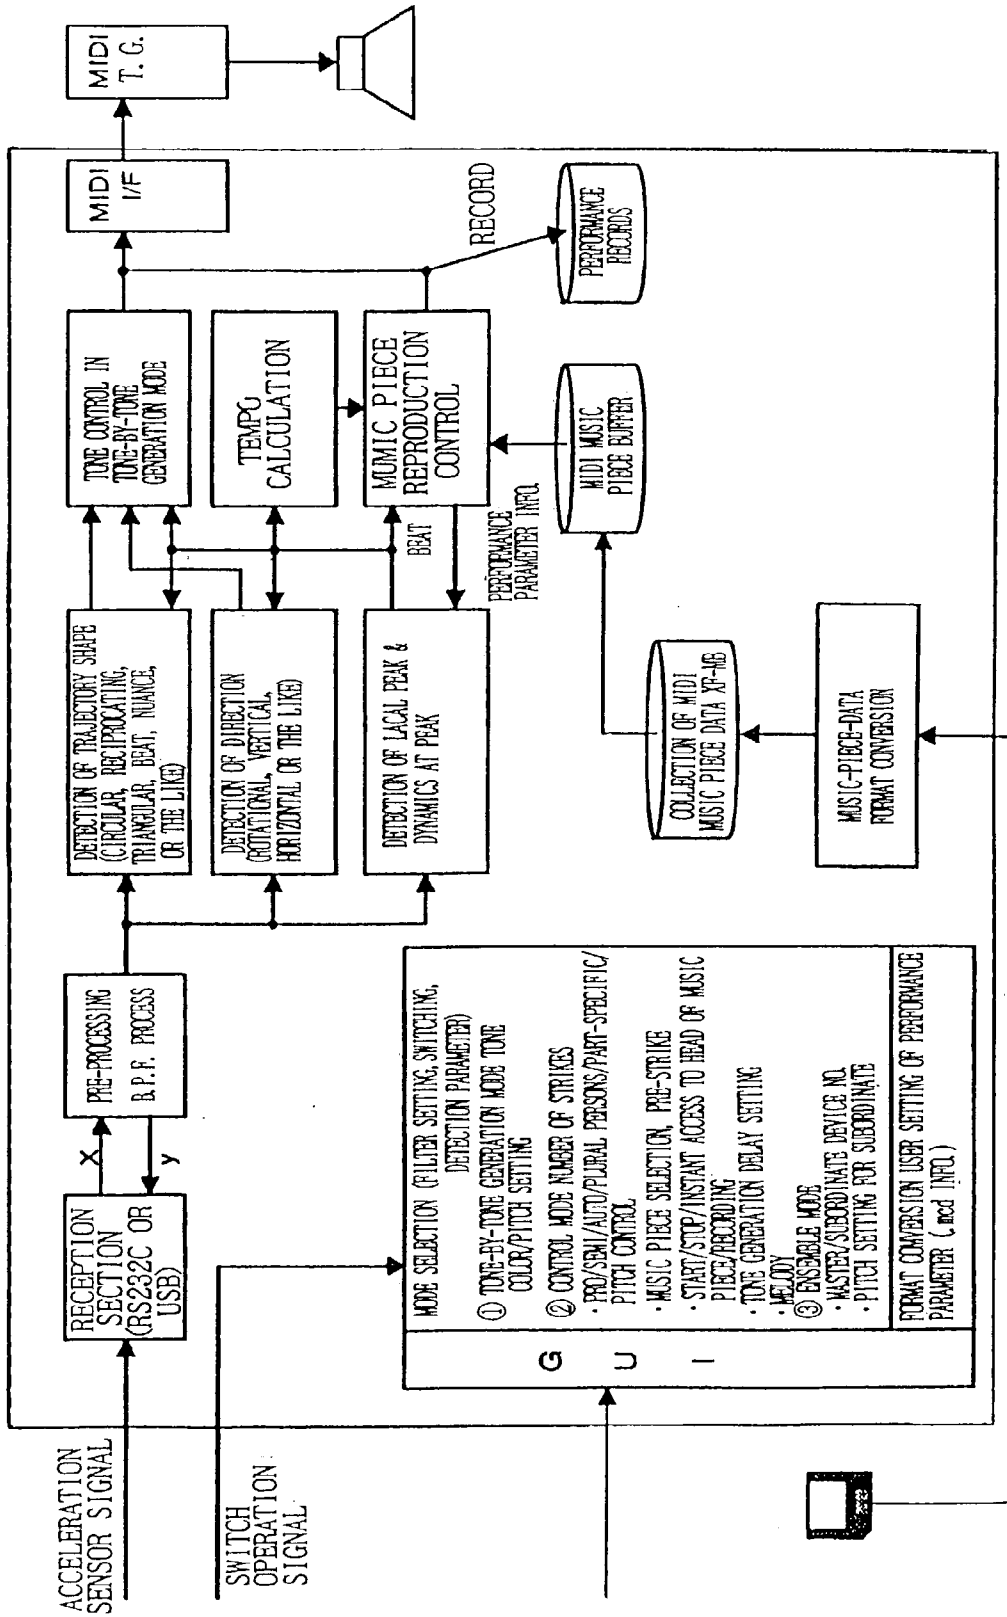 ACCELERATION
SENSOR SIGNAL
SWITCH
OPERATION
SIGNAL
RECEPTION
SECTION
(RS232C OR
USB)
X
y
PRE-PROCESSING
B.P.F. PROCESS
DETECTION OF TRAJECTORY SHAPE
(CIRCULAR, RECIPROCATING,
TRIANGULAR, BEAT, NUANCE,
OR THE LIKE)
DETECTION OF DIRECTION
(ROTATIONAL, VERTICAL,
HORIZONTAL OR THE LIKE)
DETECTION OF LACAL PEAK &
DYNAMICS AT PEAK
TONE CONTROL IN
TONE-BY-TONE
GENERATION MODE
TEMPG
CALCULATION
MUMIC PIECE
REPRODUCTION
CONTROL
BEAT
PERFORMANCE
PARAMETER INFO.
MIDI
I/F
MIDI
T. G.
RECORD
PERFORMANCE
RECORDS
MIDI MUSIC
PIECE BUFFER
COLLECTION OF MIDI
MUSIC PIECE DATA XF-MB
MUSIC-PIECE-DATA
FORMAT CONVERSION
G U I
MODE SELECTION (FILTER SETTING, SWITCHING,
DETECTION PARAMETER)
① TONE-BY-TONE GENERATION MODE TONE
COLOR/PITCH SETTING
② CONTROL MODE NUMBER OF STRIKES
・PRO/SEMI/AUTO/PLURAL PERSONS/PART-SPECIFIC/
PITCH CONTROL
・MUSIC PIECE SELECTION, PRE-STRIKE
・START/STOP/INSTANT ACCESS TO HEAD OF MUSIC
PIECE/RECORDING
・TONE GENERATION DELAY SETTING
・MELODY
③ ENSEMBLE MODE
・MASTER/SUBORDINATE DEVICE NO.
・PITCH SETTING FOR SUBORDINATE
FORMAT CONVERSION USER SETTING OF PERFORMANCE
PARAMETER (.mcd INFO.)